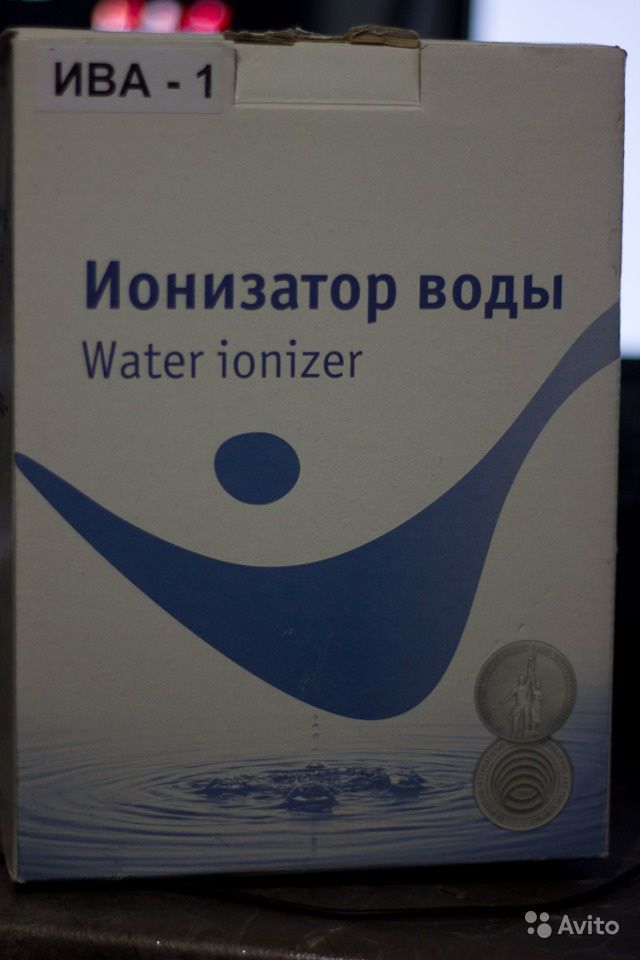 ИВА - 1
Ионизатор воды
Water ionizer
Avito